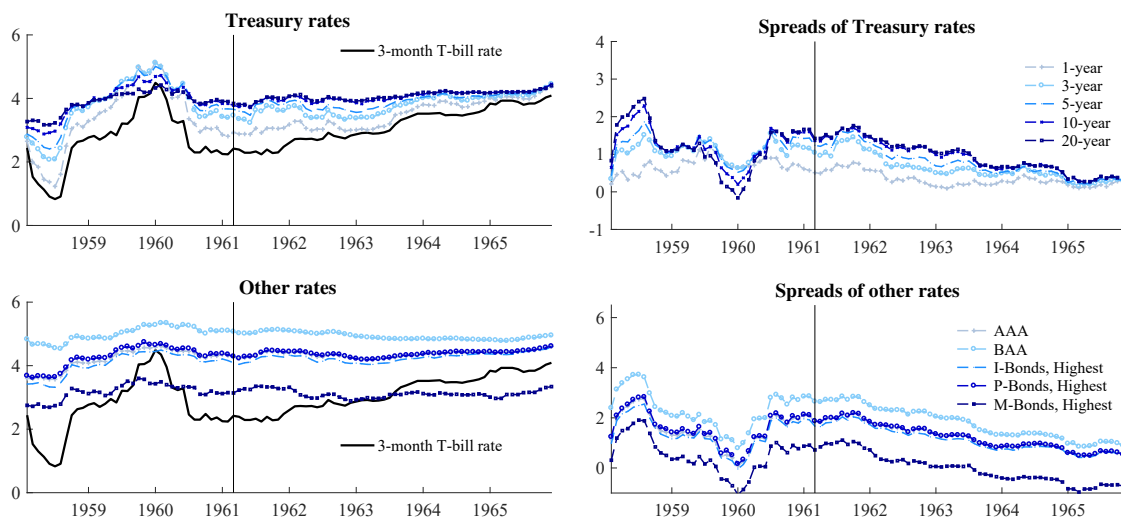 Treasury rates
6
4
2
0
3-month T-bill rate
1959 1960 1961 1962 1963 1964 1965
Spreads of Treasury rates
4
3
2
1
0
-1
1-year
3-year
5-year
10-year
20-year
1959 1960 1961 1962 1963 1964 1965
Other rates
6
4
2
0
3-month T-bill rate
1959 1960 1961 1962 1963 1964 1965
Spreads of other rates
6
4
2
0
AAA
BAA
I-Bonds, Highest
P-Bonds, Highest
M-Bonds, Highest
1959 1960 1961 1962 1963 1964 1965